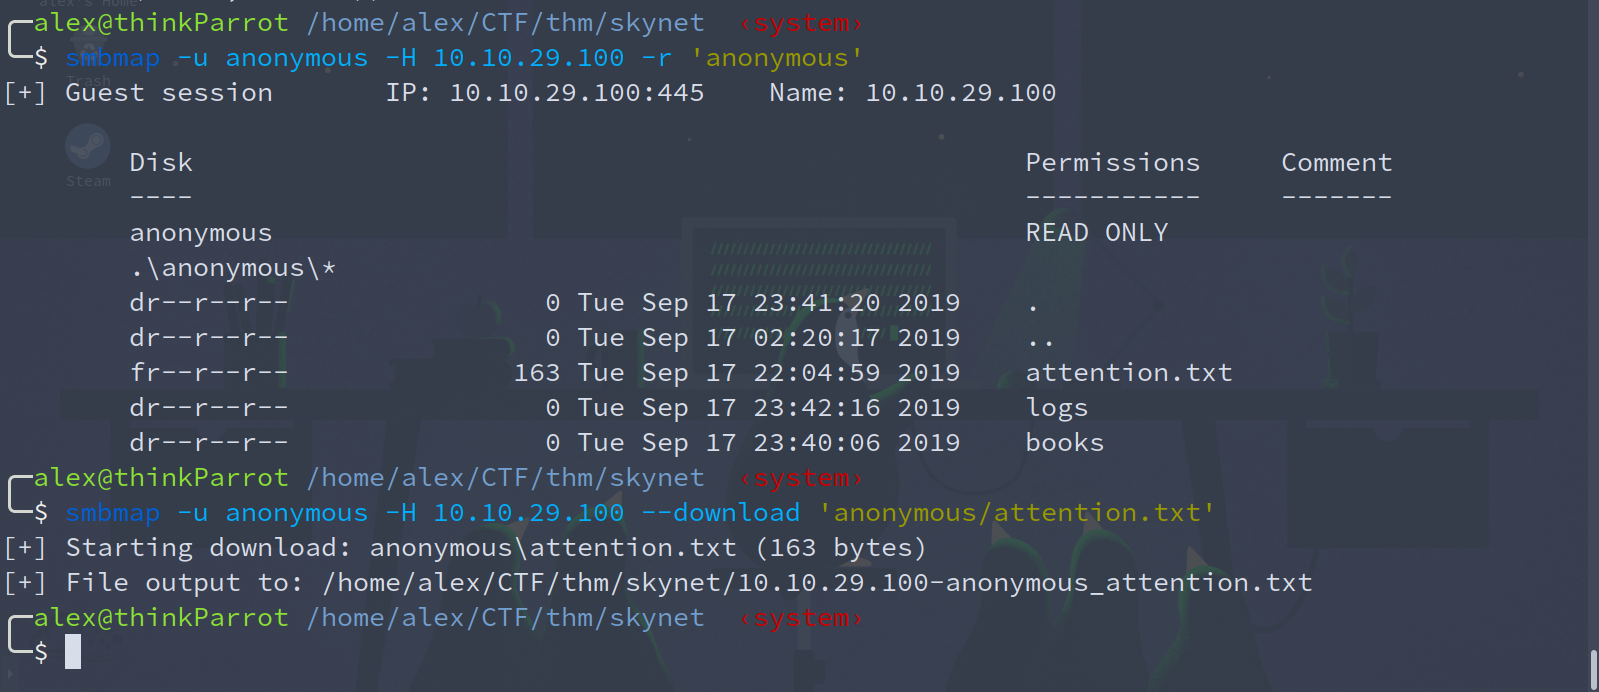 alex's Home
alex@thinkParrot /home/alex/CTF/thm/skynet ‹system›
$ smbmap -u anonymous -H 10.10.29.100 -r 'anonymous'
Trash
[+] Guest session IP: 10.10.29.100:445 Name: 10.10.29.100
Disk Permissions Comment
Steam
---- ----------- -------
anonymous READ ONLY
.\anonymous\*
dr--r--r-- 0 Tue Sep 17 23:41:20 2019 .
dr--r--r-- 0 Tue Sep 17 02:20:17 2019 ..
fr--r--r-- 163 Tue Sep 17 22:04:59 2019 attention.txt
dr--r--r-- 0 Tue Sep 17 23:42:16 2019 logs
dr--r--r-- 0 Tue Sep 17 23:40:06 2019 books
alex@thinkParrot /home/alex/CTF/thm/skynet ‹system›
$ smbmap -u anonymous -H 10.10.29.100 --download 'anonymous/attention.txt'
[+] Starting download: anonymous\attention.txt (163 bytes)
[+] File output to: /home/alex/CTF/thm/skynet/10.10.29.100-anonymous_attention.txt
alex@thinkParrot /home/alex/CTF/thm/skynet ‹system›
$